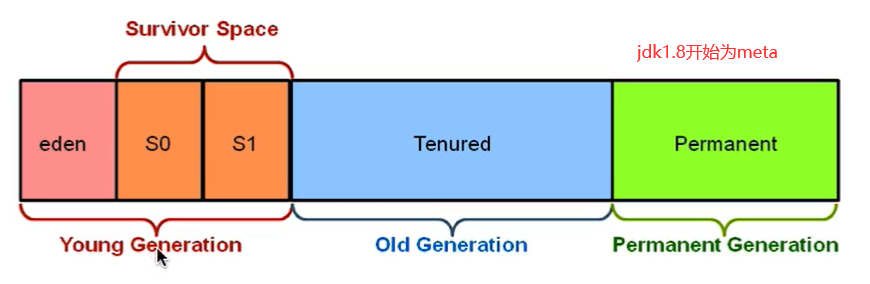 Survivor Space
jdk1.8开始为meta
eden
S0
S1
Tenured
Permanent
Young Generation
Old Generation
Permanent Generation